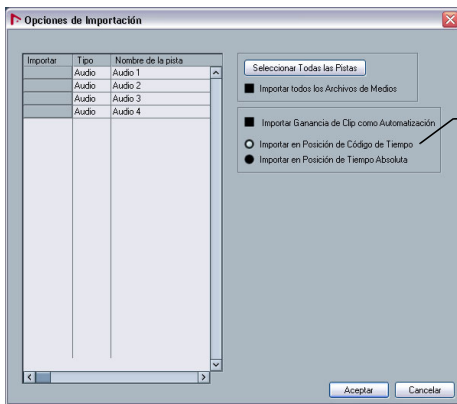 Opciones de Importación
Importar Tipo Nombre de la pista
Audio Audio 1
Audio Audio 2
Audio Audio 3
Audio Audio 4
Seleccionar Todas las Pistas
Importar todos los Archivos de Medios
Importar Ganancia de Clip como Automatización
Importar en Posición de Código de Tiempo
Importar en Posición de Tiempo Absoluta
Aceptar Cancelar